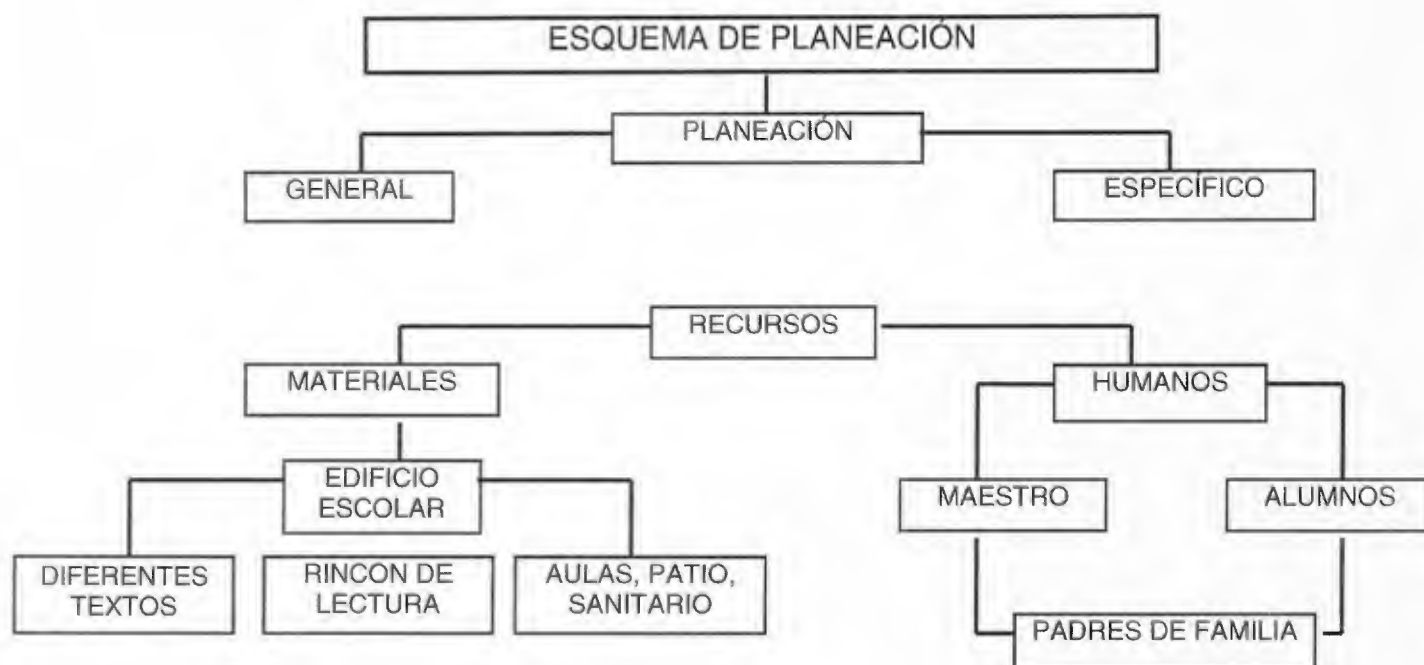 ESQUEMA DE PLANEACIÓN
PLANEACIÓN
GENERAL
ESPECÍFICO
RECURSOS
MATERIALES
HUMANOS
EDIFICIO
ESCOLAR
MAESTRO
ALUMNOS
DIFERENTES
TEXTOS
RINCON DE
LECTURA
AULAS, PATIO,
SANITARIO
PADRES DE FAMILIA